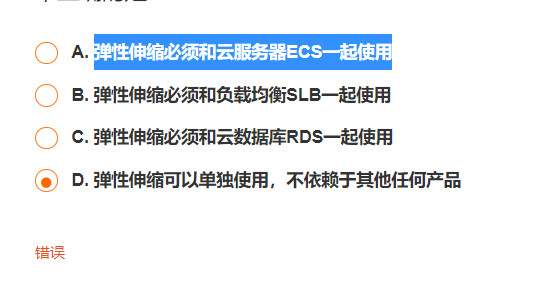 A. 弹性伸缩必须和云服务器ECS一起使用
B. 弹性伸缩必须和负载均衡SLB一起使用
C. 弹性伸缩必须和云数据库RDS一起使用
D. 弹性伸缩可以单独使用，不依赖于其他任何产品
错误